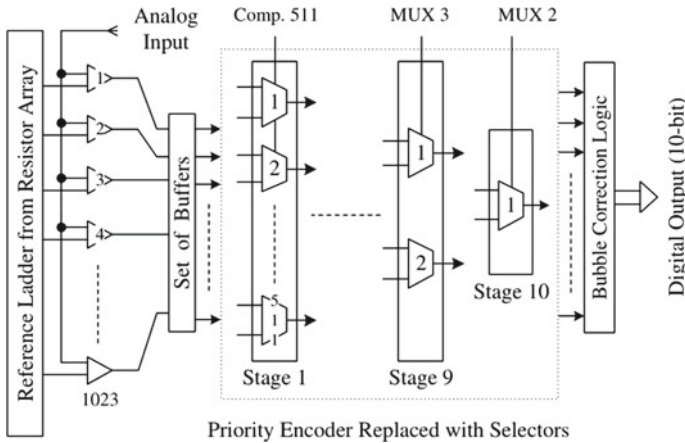 Analog
Input
Comp. 511
MUX 3
MUX 2
Reference Ladder from Resistor Array
1
2
3
4
1023
Set of Buffers
1
2
5
1
1
Stage 1
1
2
Stage 9
1
Stage 10
Bubble Correction Logic
Digital Output (10-bit)
Priority Encoder Replaced with Selectors